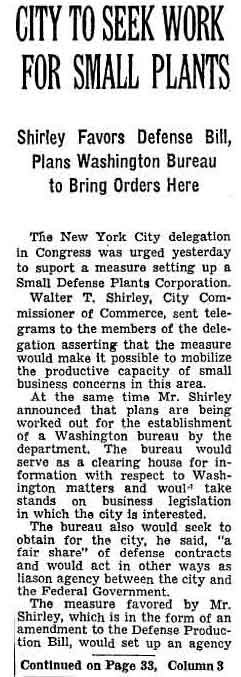 CITY TO SEEK WORK
FOR SMALL PLANTS
Shirley Favors Defense Bill,
Plans Washington Bureau
to Bring Orders Here
The New York City delegation
in Congress was urged yesterday
to suport a measure setting up a
Small Defense Plants Corporation.
Walter T. Shirley, City Com-
missioner of Commerce, sent tele-
grams to the members of the dele-
gation asserting that the measure
would make it possible to mobilize
the productive capacity of small
business concerns in this area.
At the same time Mr. Shirley
announced that plans are being
worked out for the establishment
of a Washington bureau by the
department. The bureau would
serve as a clearing house for in-
formation with respect to Wash-
ington matters and would take
stands on business legislation
in which the city is interested.
The bureau also would seek to
obtain for the city, he said, "a
fair share" of defense contracts
and would act in other ways as
liason agency between the city and
the Federal Government.
The measure favored by Mr.
Shirley, which is in the form of an
amendment to the Defense Produc-
tion Bill, would set up an agency
Continued on Page 33, Column 3